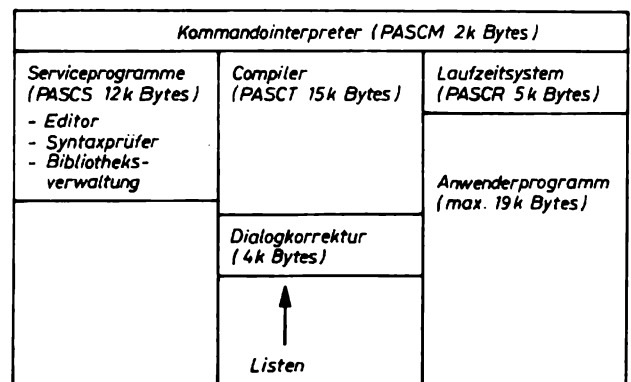 Kommandointerpreter (PASCM 2k Bytes)
Serviceprogramme
(PASCS 12k Bytes)
- Editor
- Syntaxprüfer
- Bibliotheks-
verwaltung
Compiler
(PASCT 15k Bytes)
Dialogkorrektur
(4k Bytes)
Listen
Laufzeitsystem
(PASCR 5k Bytes)
Anwenderprogramm
(max. 19k Bytes)